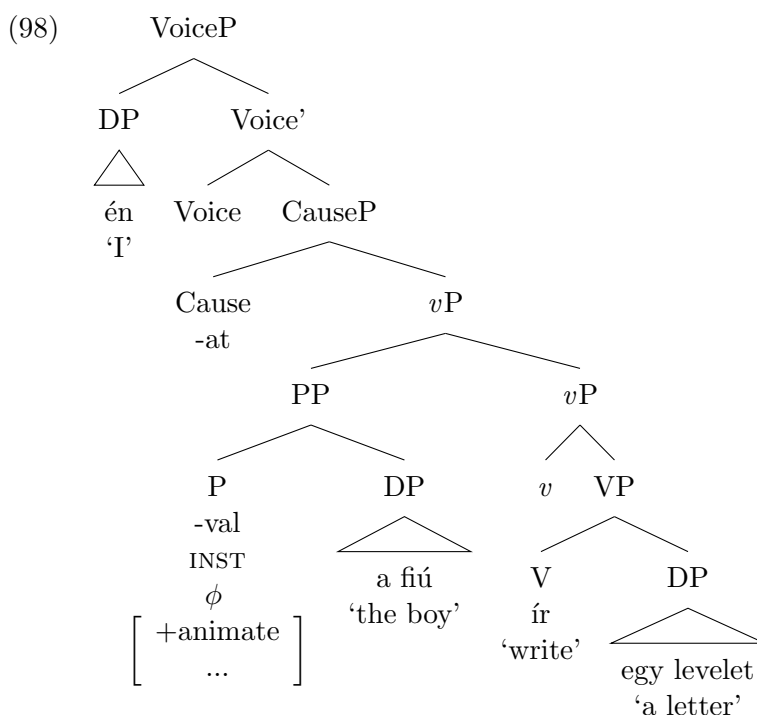 (98) VoiceP
DP Voice'
én Voice CauseP
‘I’
Cause vP
-at
PP vP
P DP v VP
-val
INST a fiú V DP
ϕ ‘the boy’ ír
[ +animate ‘write’ egy levelet
... ] ‘a letter’